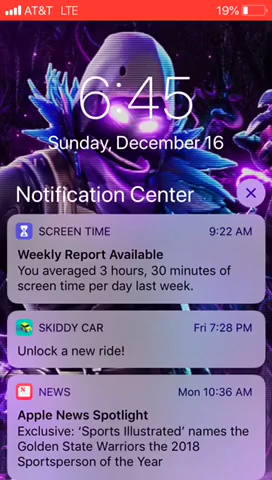 AT&T LTE 19%
6:45
Sunday, December 16
Notification Center
SCREEN TIME 9:22 AM
Weekly Report Available
You averaged 3 hours, 30 minutes of
screen time per day last week.
SKIDDY CAR Fri 7:28 PM
Unlock a new ride!
NEWS Mon 10:36 AM
Apple News Spotlight
Exclusive: ‘Sports Illustrated’ names the
Golden State Warriors the 2018
Sportsperson of the Year